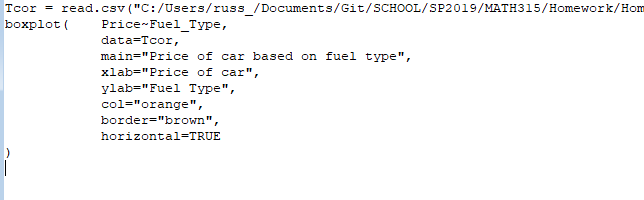 Tcor = read.csv("C:/Users/russ_/Documents/Git/SCHOOL/SP2019/MATH315/Homework/Hom
boxplot( Price~Fuel_Type,
data=Tcor,
main="Price of car based on fuel type",
xlab="Price of car",
ylab="Fuel Type",
col="orange",
border="brown",
horizontal=TRUE
)